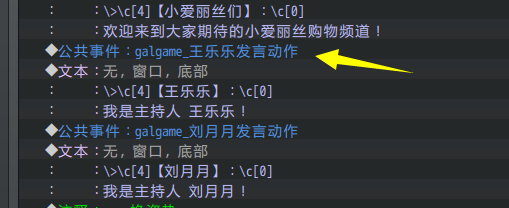 :　　:\>\c[4]【小爱丽丝们】:\c[0]
:　　:欢迎来到大家期待的小爱丽丝购物频道！
◆公共事件：galgame_王乐乐发言动作
◆文本：无，窗口，底部
:　　:\>\c[4]【王乐乐】:\c[0]
:　　:我是主持人 王乐乐！
◆公共事件：galgame_刘月月发言动作
◆文本：无，窗口，底部
:　　:\>\c[4]【刘月月】:\c[0]
:　　:我是主持人 刘月月！